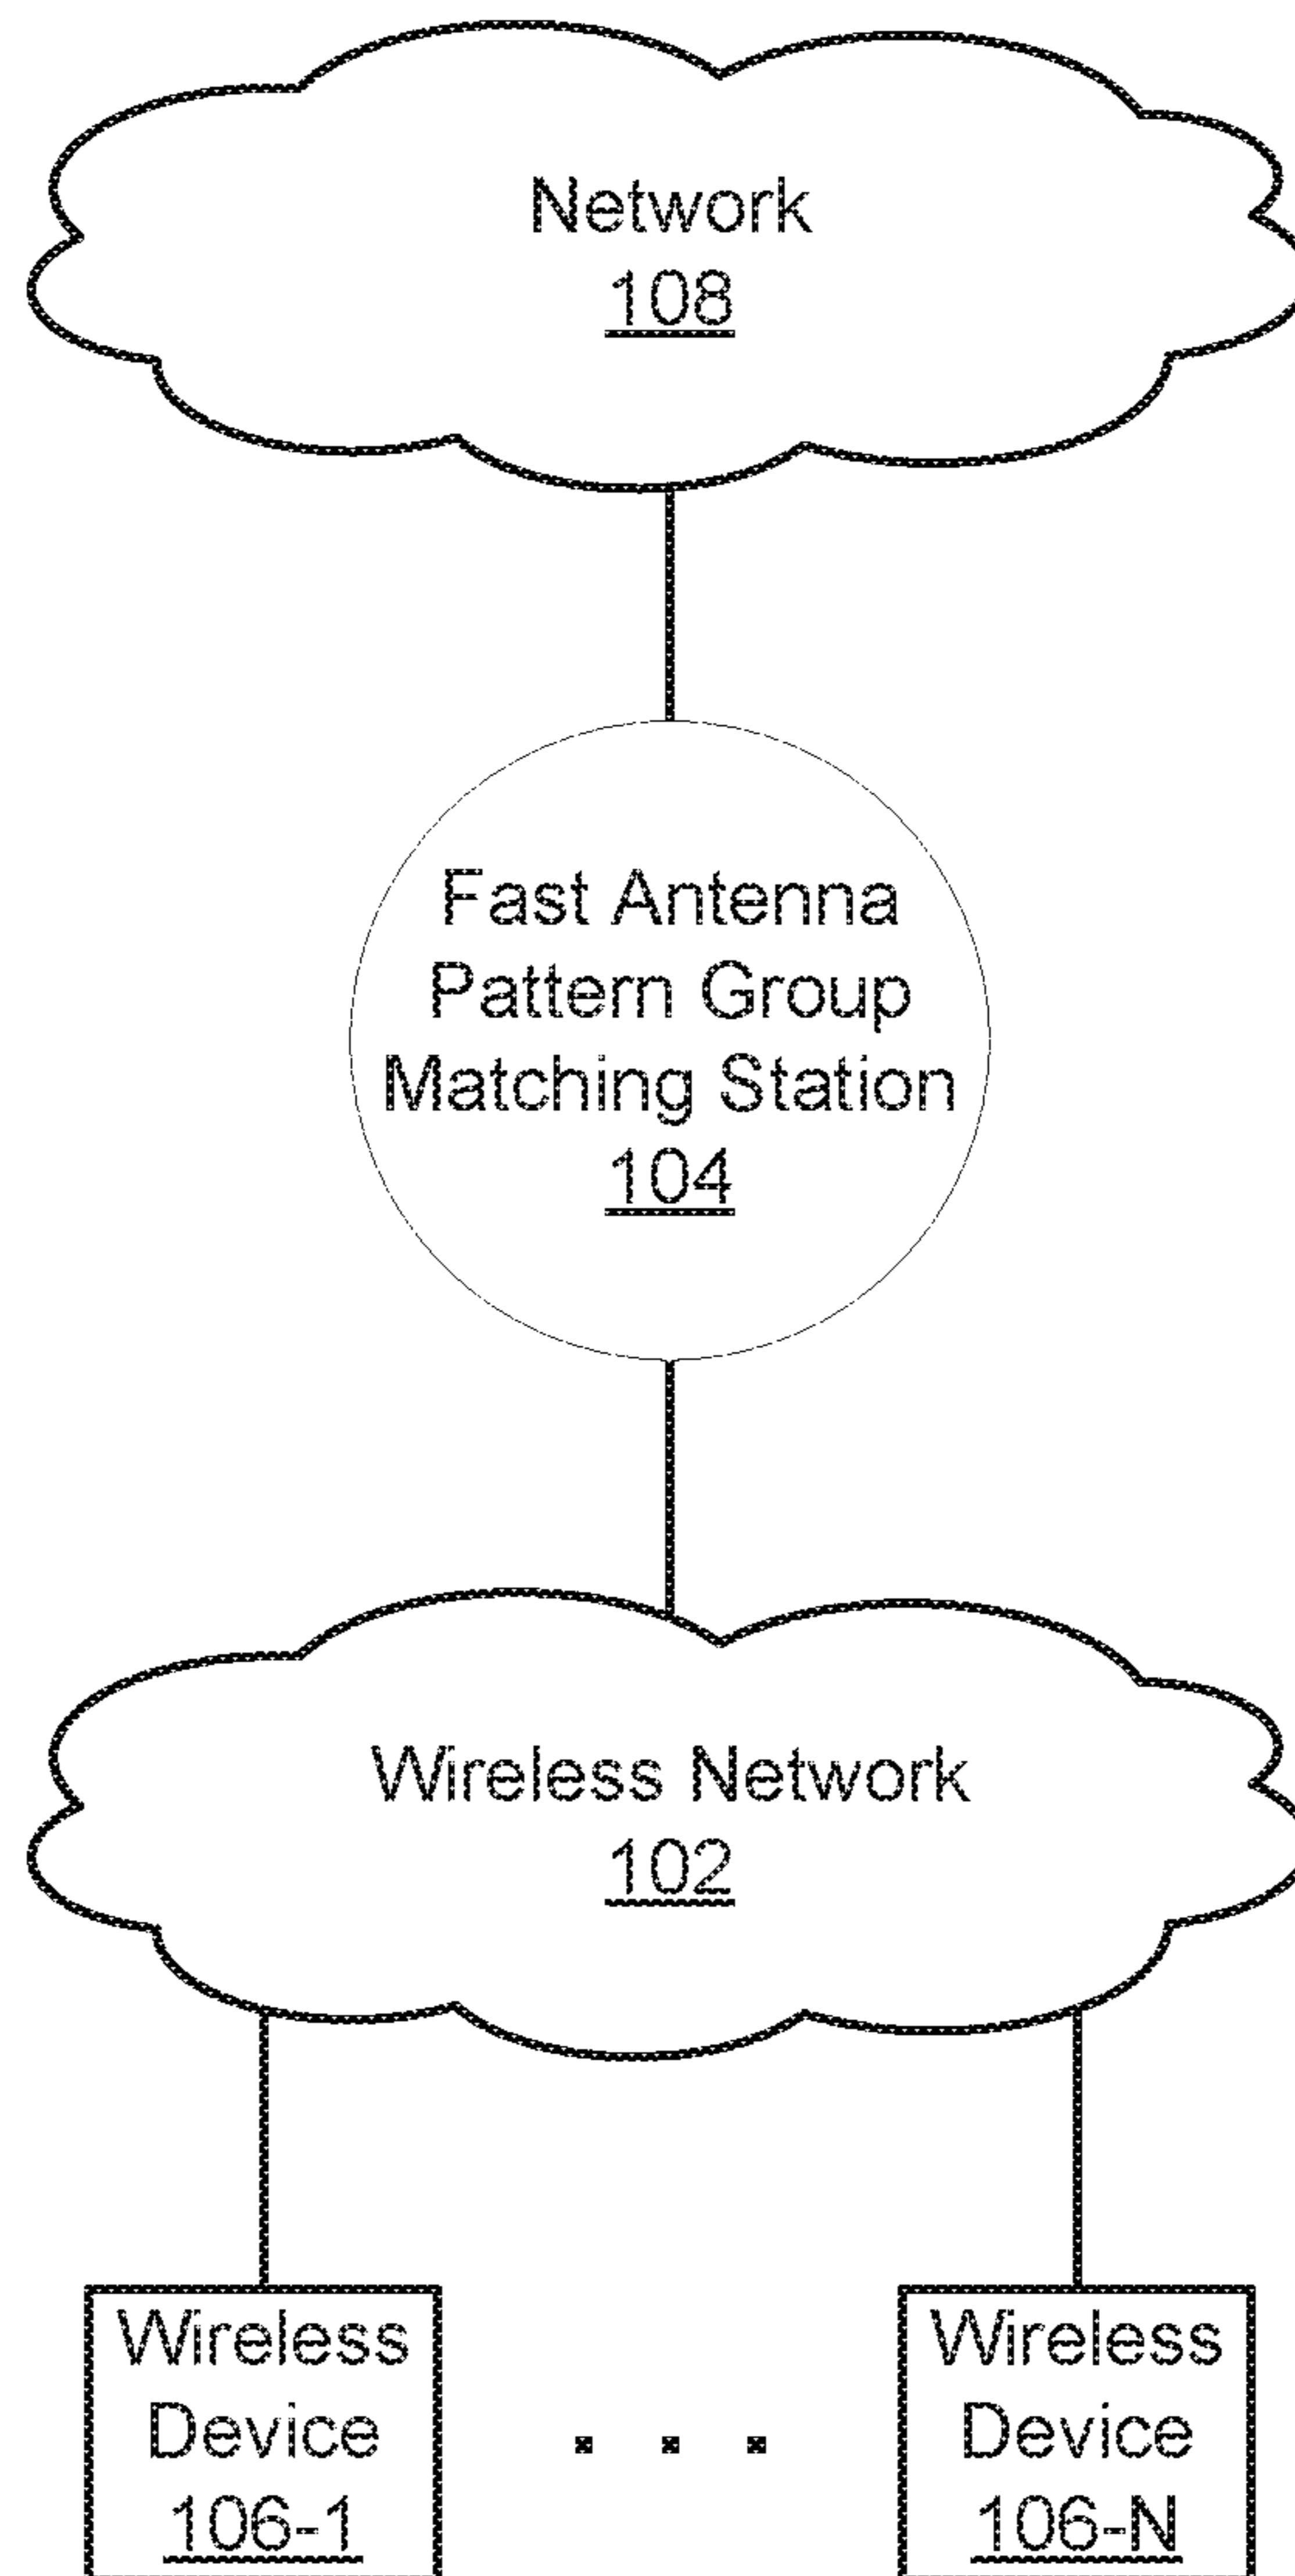 Network
108
Fast Antenna
Pattern Group
Matching Station
104
Wireless Network
102
Wireless
Device
106-1
. . .
Wireless
Device
106-N